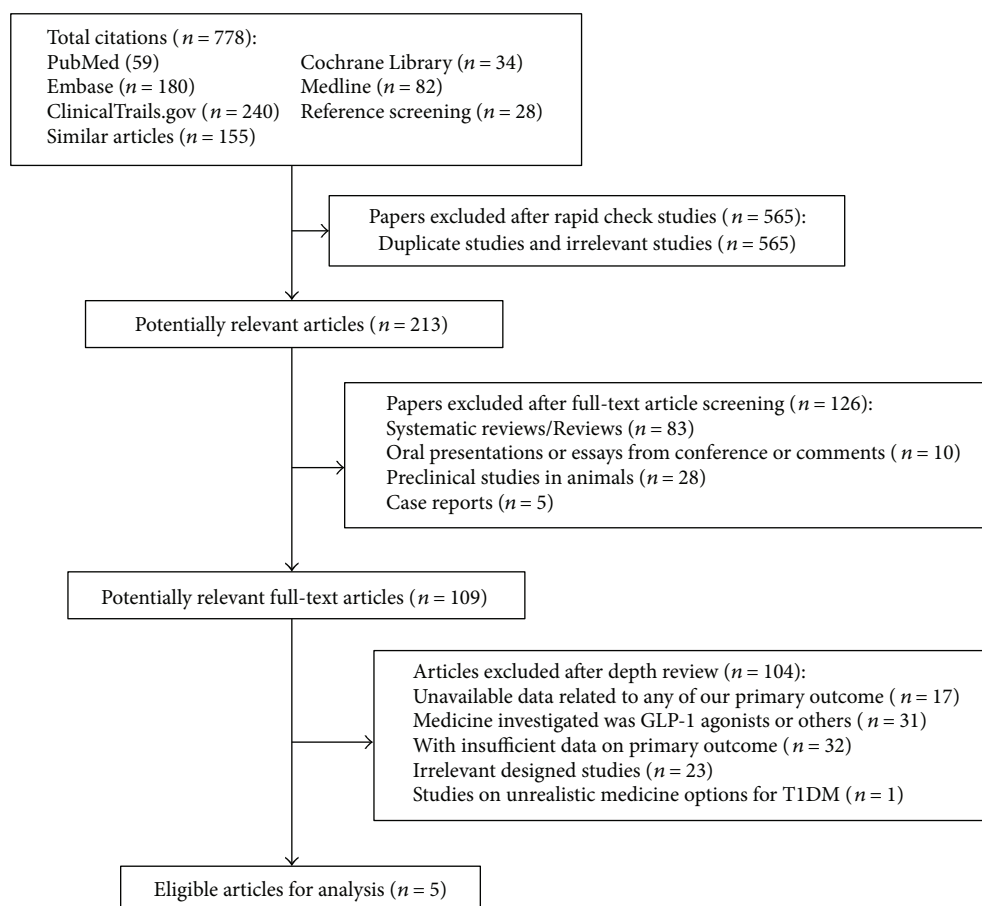 Total citations (n = 778):
PubMed (59)
Cochrane Library (n = 34)
Embase (n = 180)
Medline (n = 82)
ClinicalTrails.gov (n = 240)
Reference screening (n = 28)
Similar articles (n = 155)
Papers excluded after rapid check studies (n = 565):
Duplicate studies and irrelevant studies (n = 565)
Potentially relevant articles (n = 213)
Papers excluded after full-text article screening (n = 126):
Systematic reviews/Reviews (n = 83)
Oral presentations or essays from conference or comments (n = 10)
Preclinical studies in animals (n = 28)
Case reports (n = 5)
Potentially relevant full-text articles (n = 109)
Articles excluded after depth review (n = 104):
Unavailable data related to any of our primary outcome (n = 17)
Medicine investigated was GLP-1 agonists or others (n = 31)
With insufficient data on primary outcome (n = 32)
Irrelevant designed studies (n = 23)
Studies on unrealistic medicine options for T1DM (n = 1)
Eligible articles for analysis (n = 5)